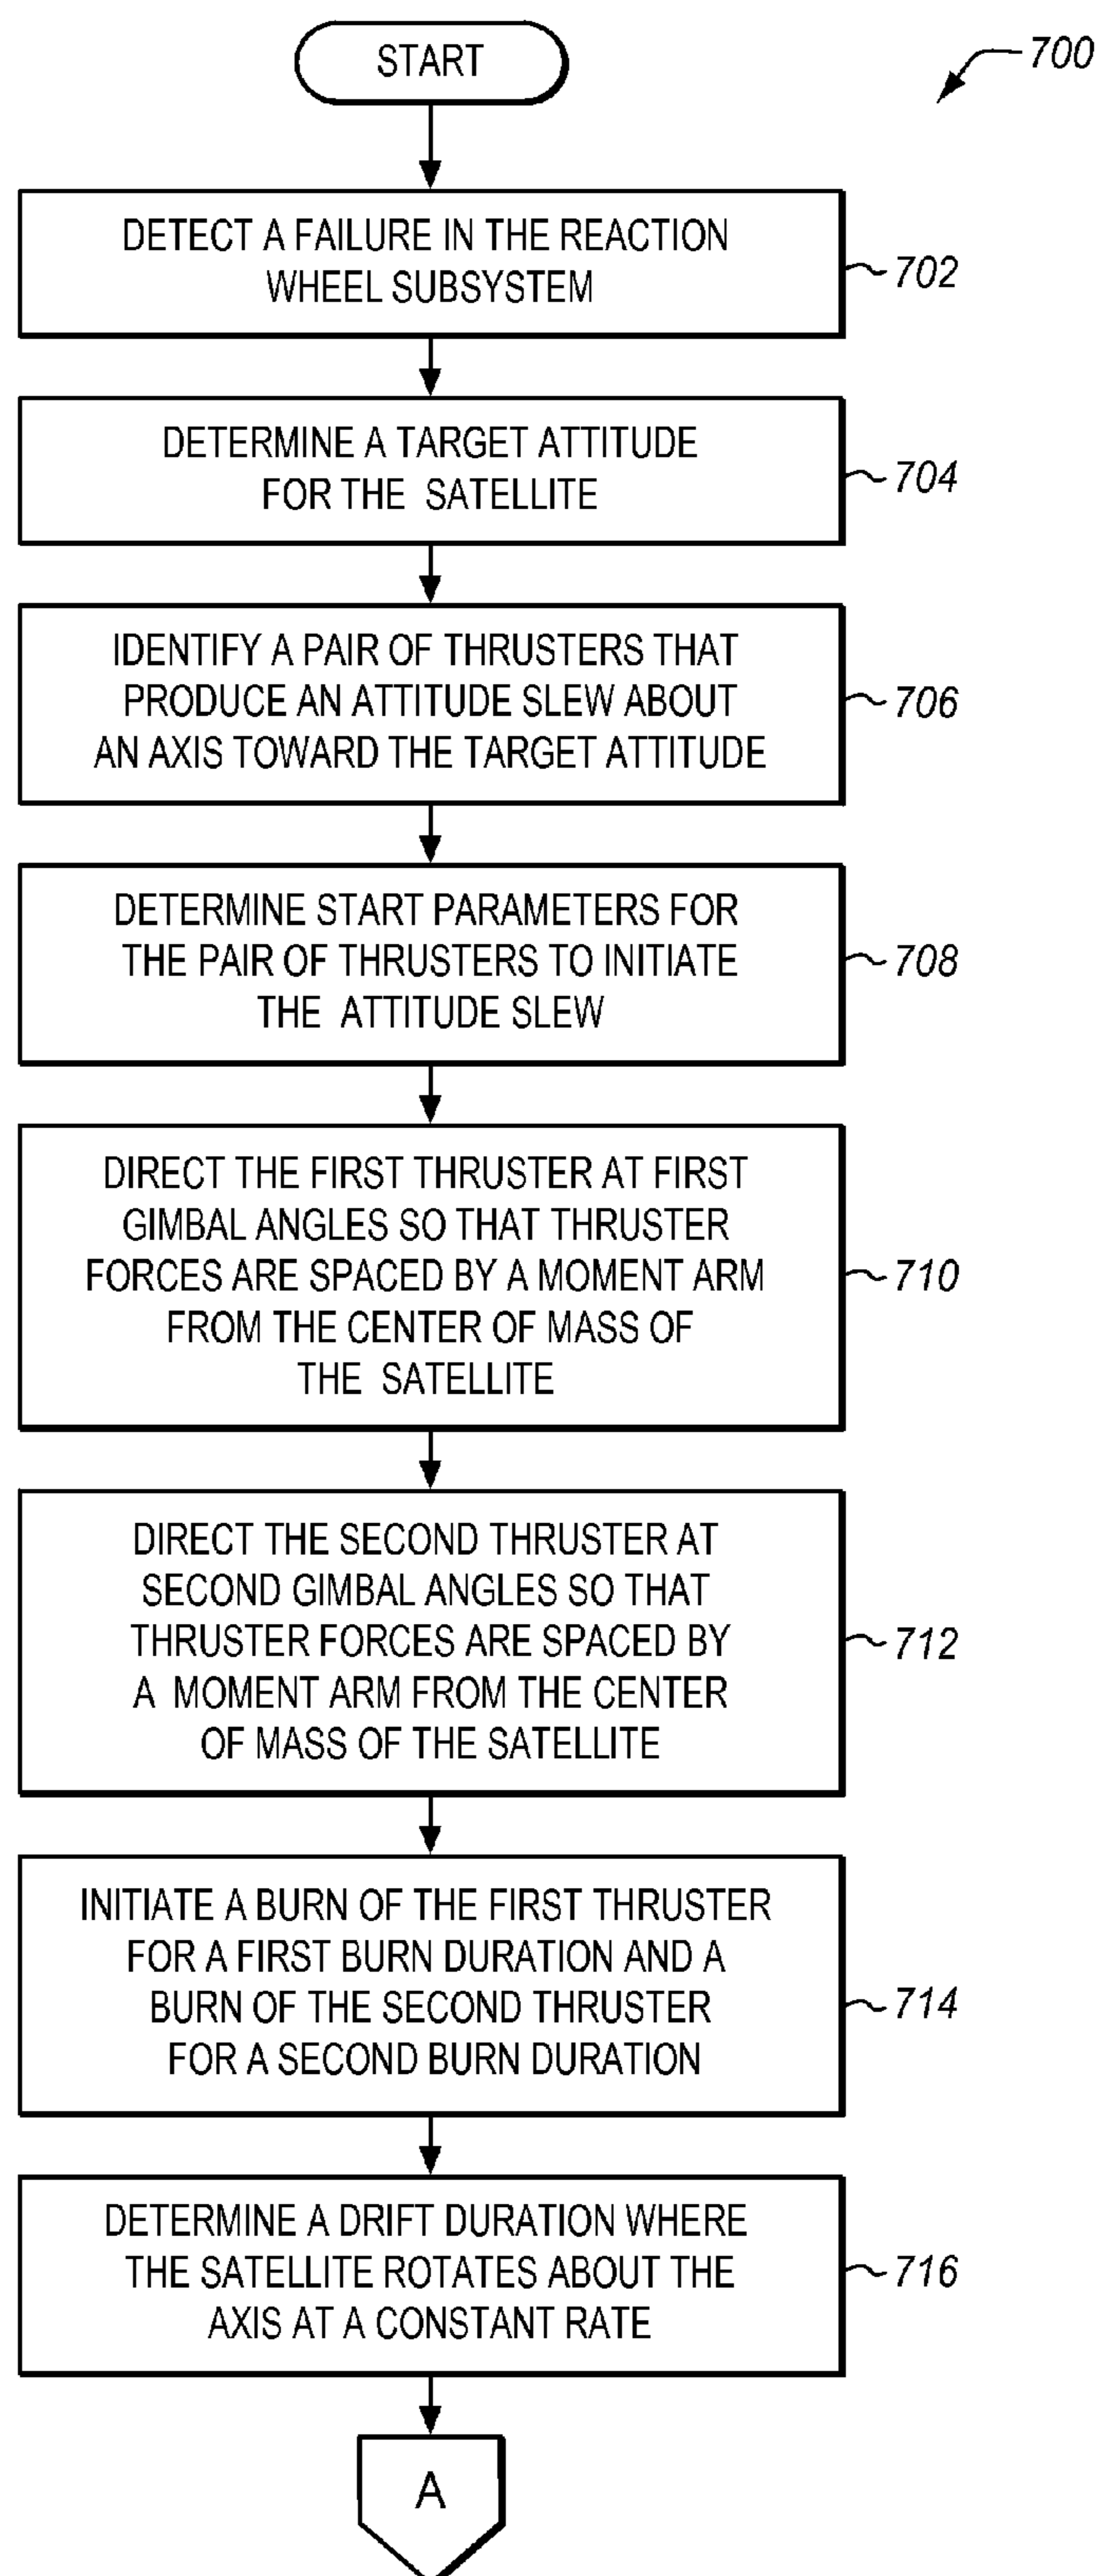 START
700
DETECT A FAILURE IN THE REACTION
WHEEL SUBSYSTEM
702
DETERMINE A TARGET ATTITUDE
FOR THE SATELLITE
704
IDENTIFY A PAIR OF THRUSTERS THAT
PRODUCE AN ATTITUDE SLEW ABOUT
AN AXIS TOWARD THE TARGET ATTITUDE
706
DETERMINE START PARAMETERS FOR
THE PAIR OF THRUSTERS TO INITIATE
THE ATTITUDE SLEW
708
DIRECT THE FIRST THRUSTER AT FIRST
GIMBAL ANGLES SO THAT THRUSTER
FORCES ARE SPACED BY A MOMENT ARM
FROM THE CENTER OF MASS OF
THE SATELLITE
710
DIRECT THE SECOND THRUSTER AT
SECOND GIMBAL ANGLES SO THAT
THRUSTER FORCES ARE SPACED BY
A MOMENT ARM FROM THE CENTER
OF MASS OF THE SATELLITE
712
INITIATE A BURN OF THE FIRST THRUSTER
FOR A FIRST BURN DURATION AND A
BURN OF THE SECOND THRUSTER
FOR A SECOND BURN DURATION
714
DETERMINE A DRIFT DURATION WHERE
THE SATELLITE ROTATES ABOUT THE
AXIS AT A CONSTANT RATE
716
A